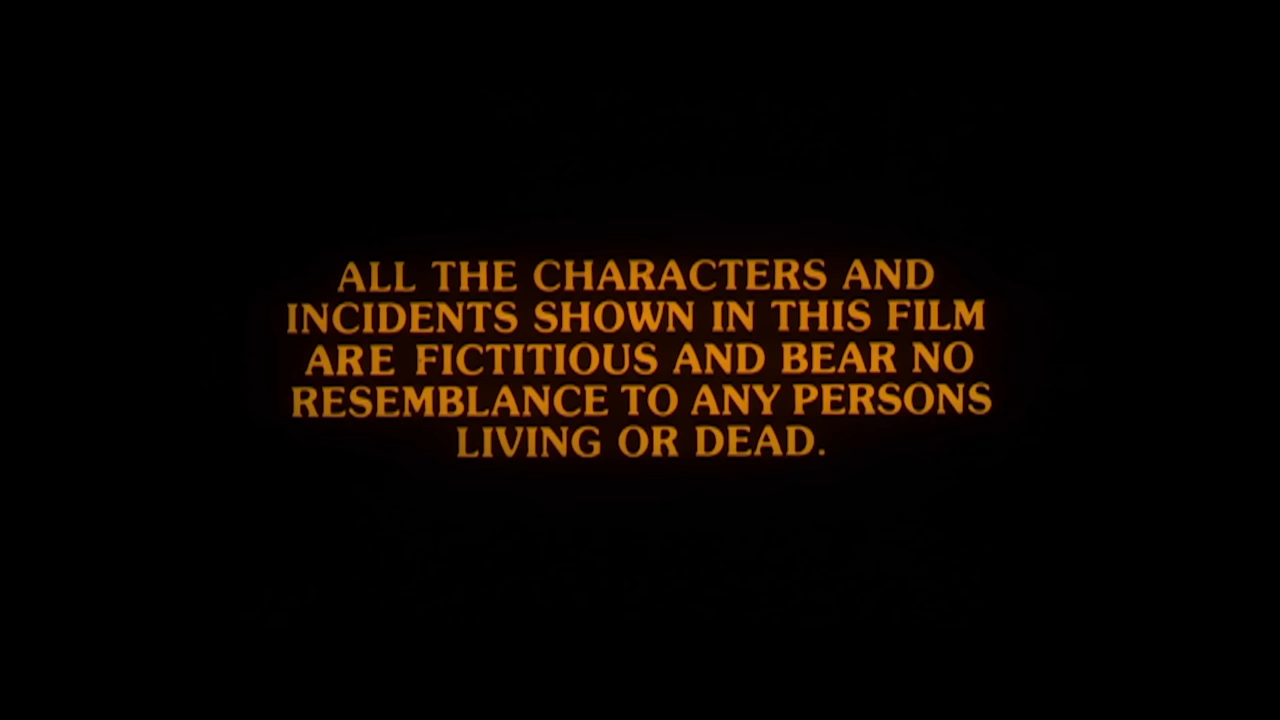 ALL THE CHARACTERS AND
INCIDENTS SHOWN IN THIS FILM
ARE FICTITIOUS AND BEAR NO
RESEMBLANCE TO ANY PERSONS
LIVING OR DEAD.